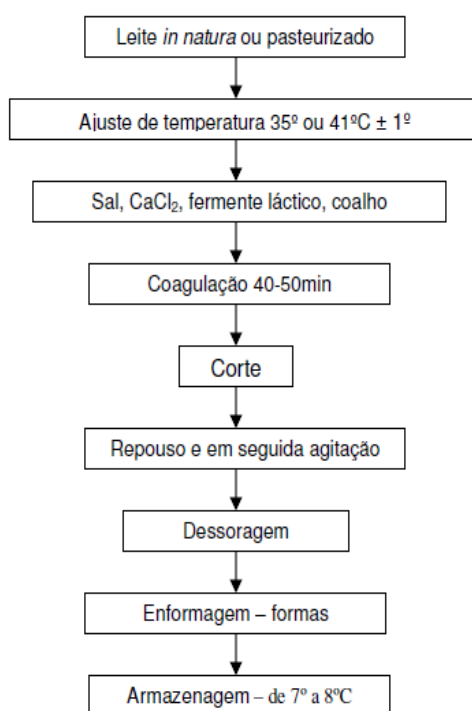 Leite in natura ou pasteurizado
Ajuste de temperatura 35º ou 41ºC ± 1º
Sal, CaCl₂, fermente láctico, coalho
Coagulação 40-50min
Corte
Repouso e em seguida agitação
Dessoragem
Enformagem – formas
Armazenagem – de 7º a 8ºC